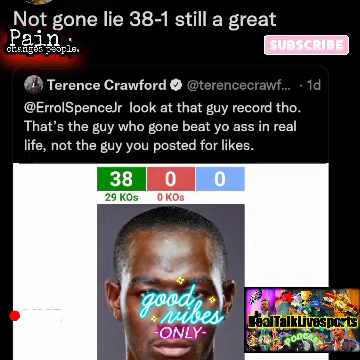 Not gone lie 38-1 still a great
Pain
changes people.
SUBSCRIBE
Terence Crawford @terencecrawf... · 1d
@ErrolSpenceJr look at that guy record tho.
That's the guy who gone beat yo ass in real
life, not the guy you posted for likes.
38 0 0
29 KOs 0 KOs
good
vibes
-ONLY-
RealTalkLivesports
PODCAST